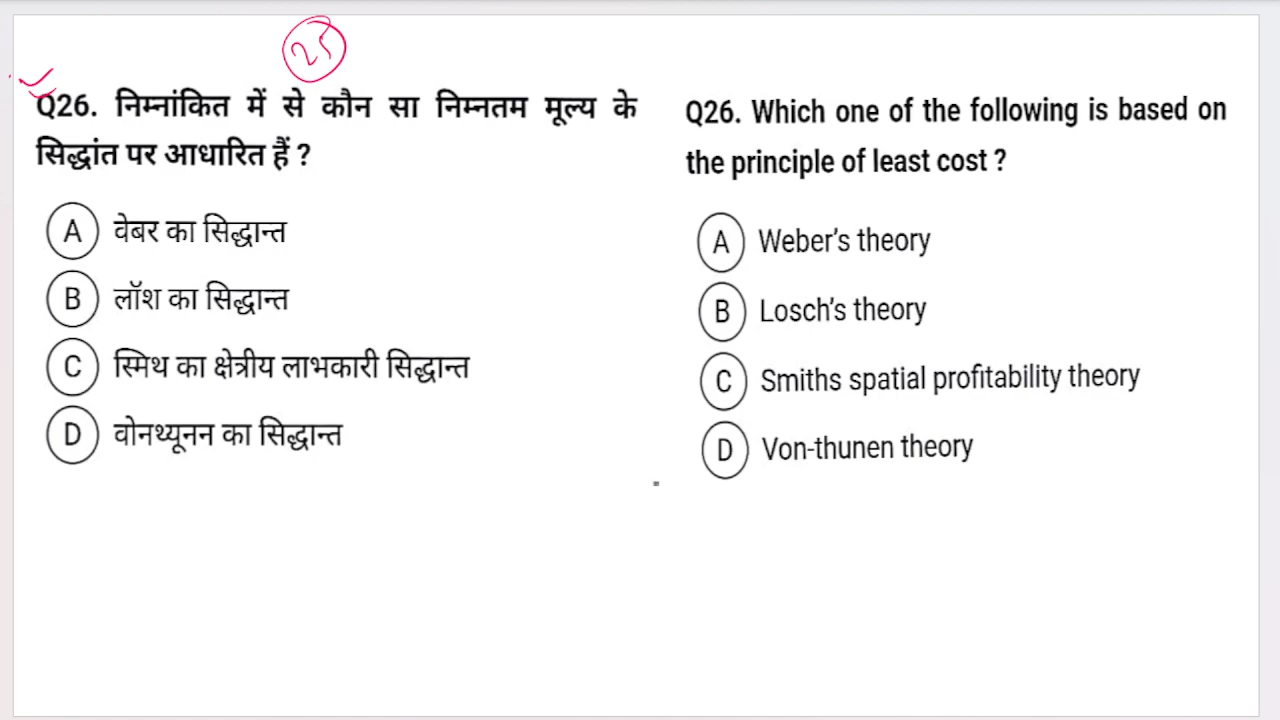 25
Q26. निम्नांकित में से कौन सा निम्नतम मूल्य के
सिद्धांत पर आधारित हैं ?
A वेबर का सिद्धान्त
B लॉश का सिद्धान्त
C स्मिथ का क्षेत्रीय लाभकारी सिद्धान्त
D वोनथ्यूनन का सिद्धान्त
Q26. Which one of the following is based on
the principle of least cost ?
A Weber's theory
B Losch's theory
C Smiths spatial profitability theory
D Von-thunen theory